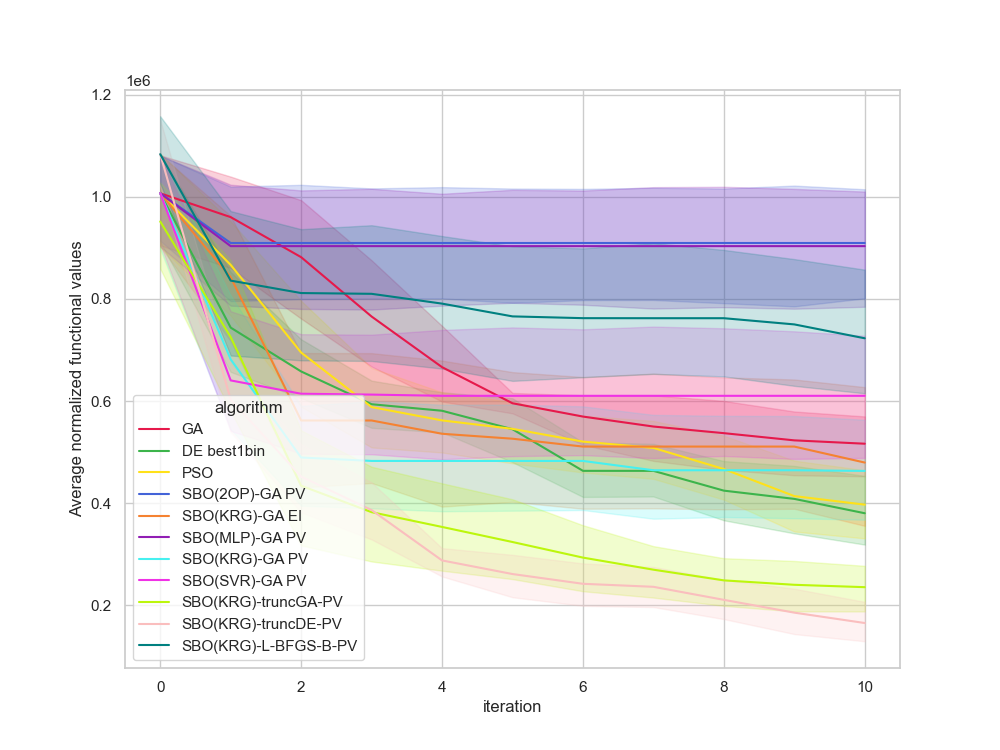 1e6
1.2
1.0
0.8
0.6
0.4
0.2
Average normalized functional values
algorithm
GA
DE best1bin
PSO
SBO(2OP)-GA PV
SBO(KRG)-GA EI
SBO(MLP)-GA PV
SBO(KRG)-GA PV
SBO(SVR)-GA PV
SBO(KRG)-truncGA-PV
SBO(KRG)-truncDE-PV
SBO(KRG)-L-BFGS-B-PV
0 2 4 6 8 10
iteration